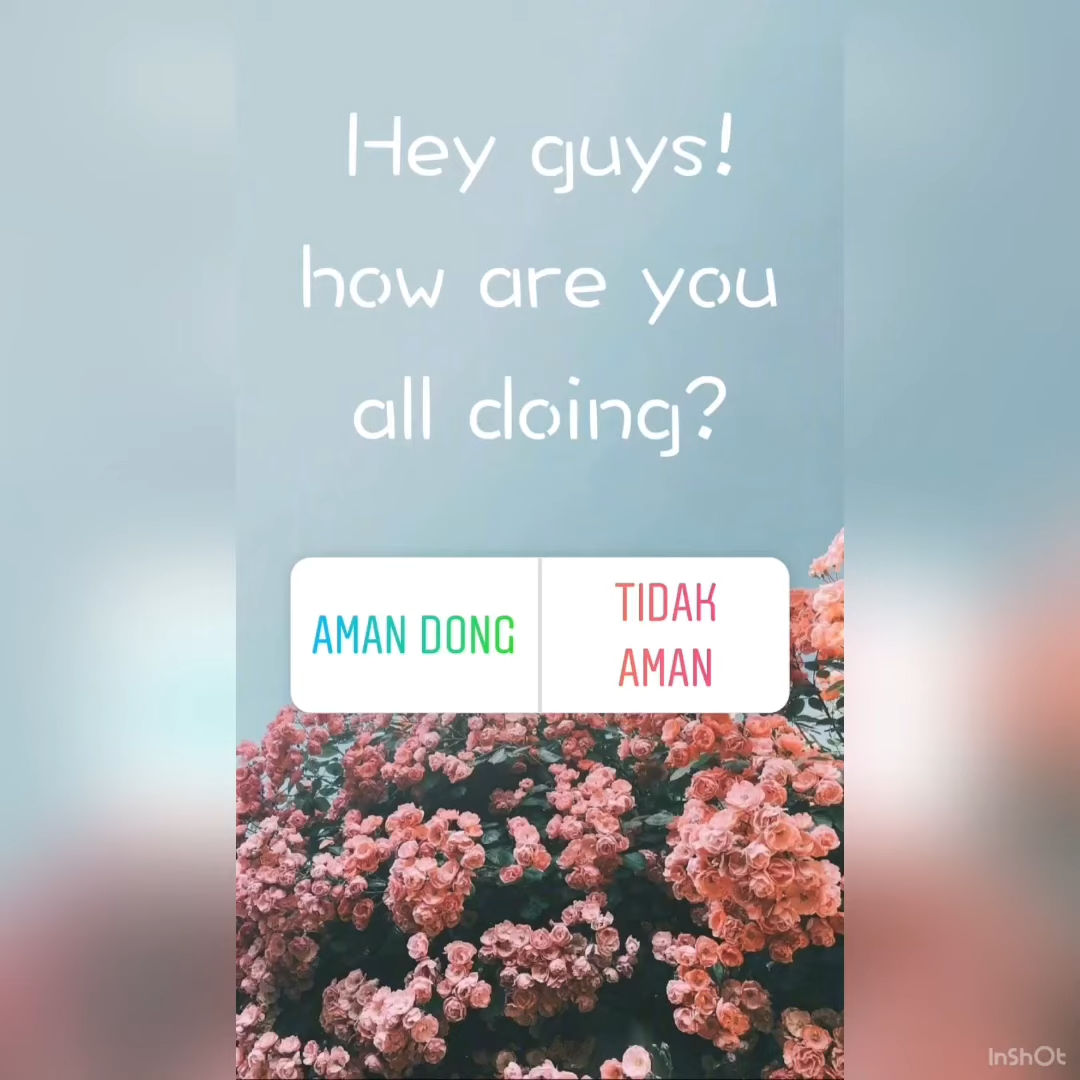 Hey guys!
how are you
all doing?
AMAN DONG
TIDAK
AMAN
InShOt